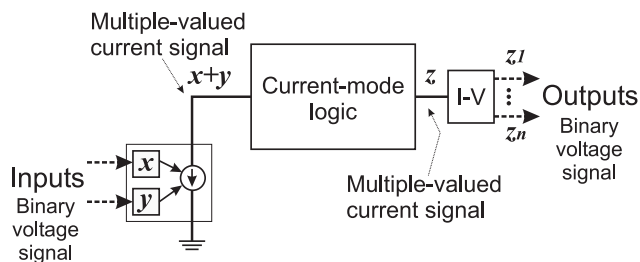 Multiple-valued
current signal
x+y
Current-mode
logic
z
I-V
z1
zn
Outputs
Binary
voltage
signal
Multiple-valued
current signal
x
y
Inputs
Binary
voltage
signal